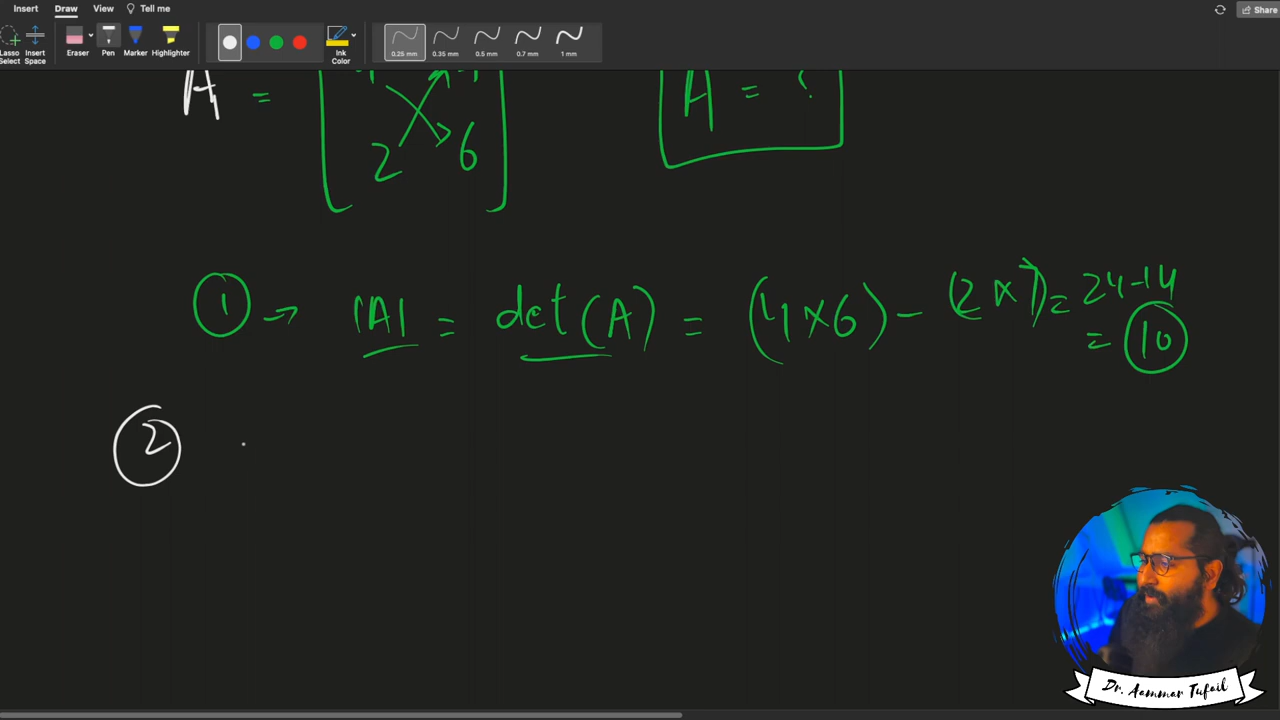 Insert Draw View Tell me
Share
Lasso Select Insert Space Eraser Pen Marker Highlighter Ink Color 0.25 mm 0.35 mm 0.5 mm 0.7 mm 1 mm
A =
A = ?
2 6
1 → |A| = det (A) = (4 × 6) - (2 × 7) = 24-14
= 10
2
Dr. Aammar Tufail